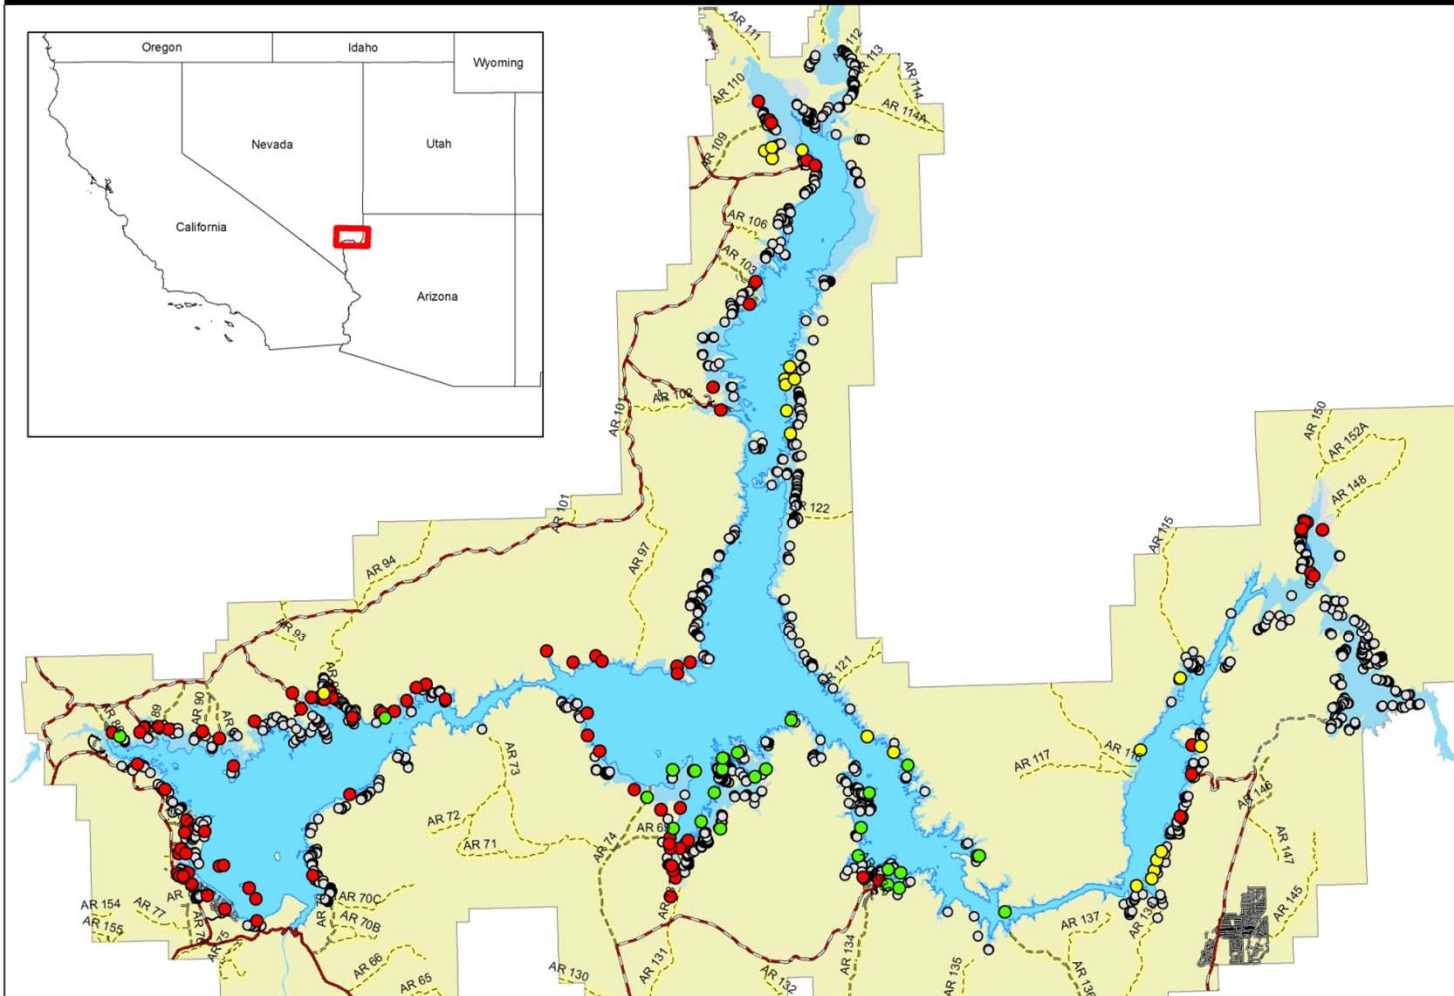 Oregon
Idaho
Wyoming
Nevada
Utah
California
Arizona
AR 111
AR 112
AR 113
AR 114
AR 110
AR 114A
AR 109
AR 106
AR 103
AR 102
AR 101
AR 150
AR 152A
AR 148
AR 101
AR 122
AR 115
AR 97
AR 94
AR 93
AR 121
AR 90
89
AR 117
AR 73
AR 146
AR 72
AR 74
AR 69
AR 71
AR 147
AR 70C
AR 154
AR 77
AR 70B
AR 137
AR 145
AR 155
AR 75
AR 134
AR 66
AR 131
AR 65
AR 130
AR 132
AR 135
AR 136